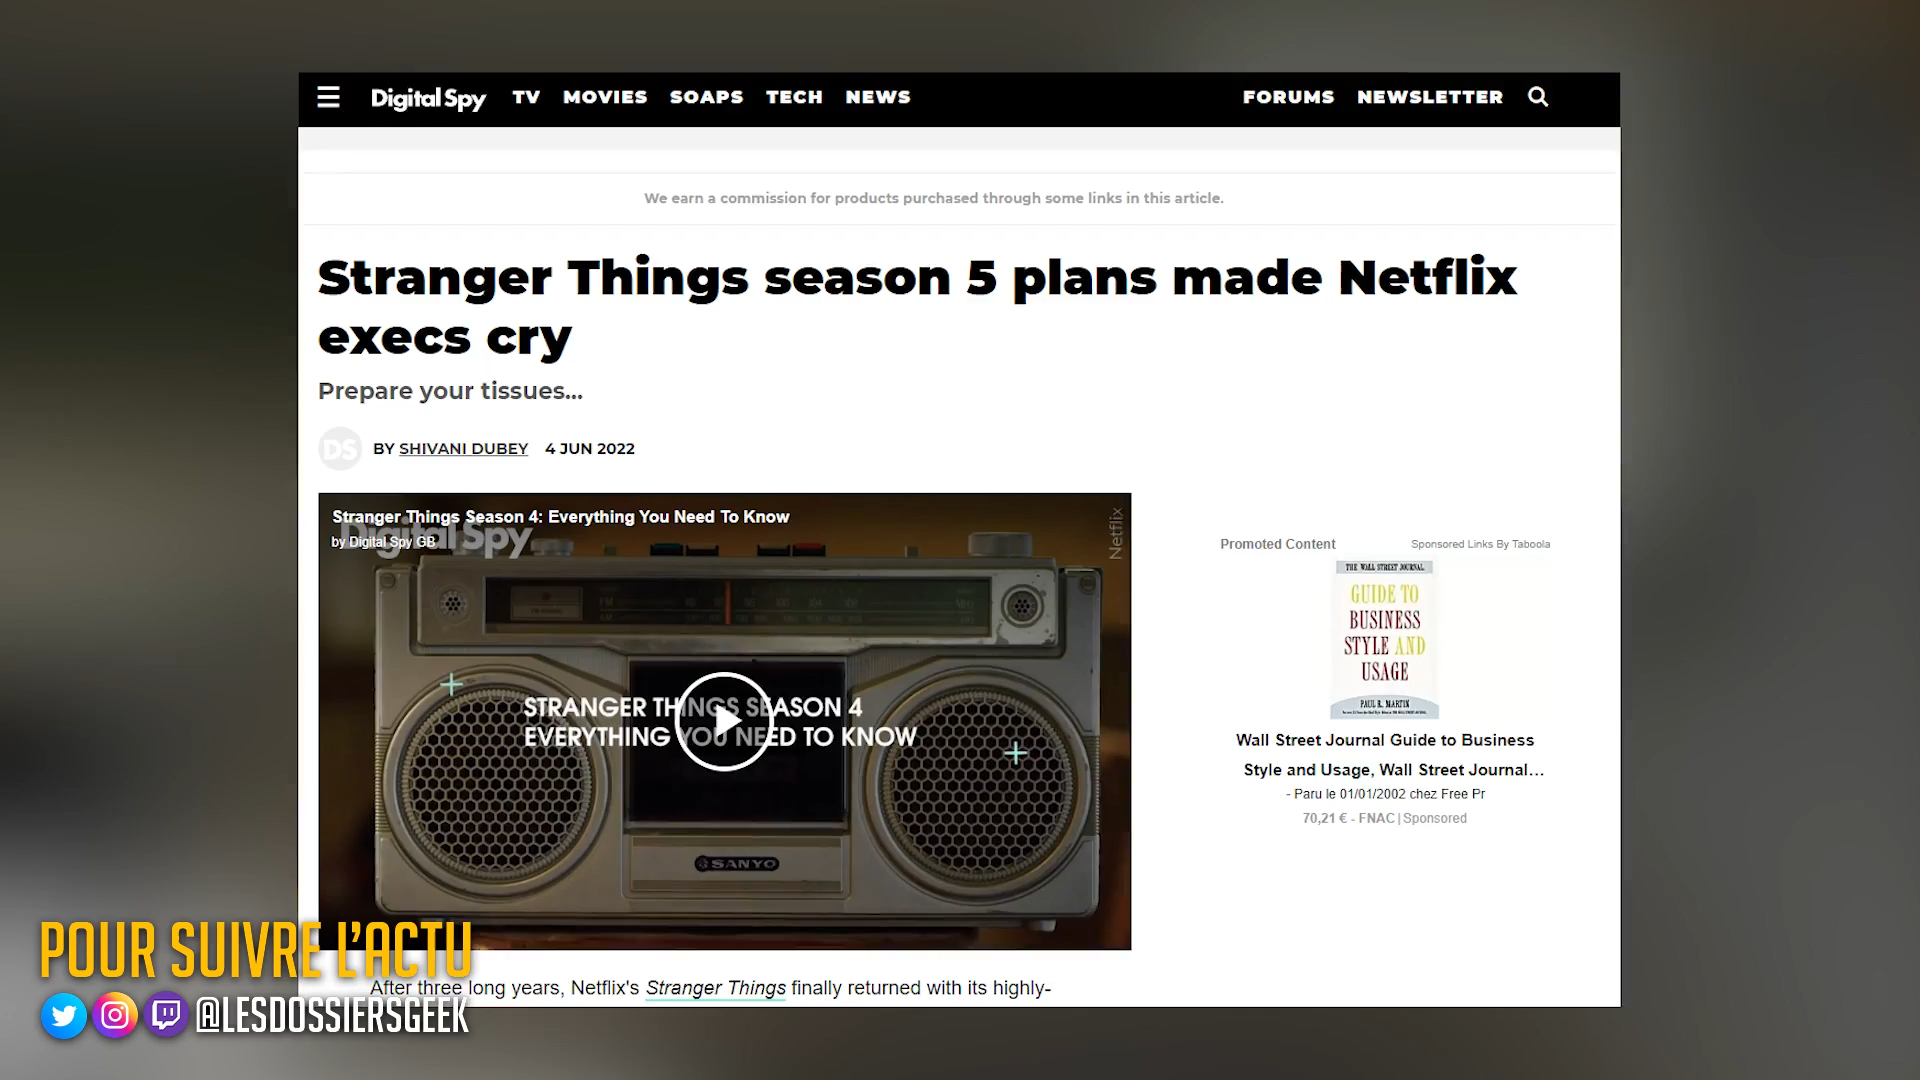 Digital Spy TV MOVIES SOAPS TECH NEWS FORUMS NEWSLETTER
We earn a commission for products purchased through some links in this article.
Stranger Things season 5 plans made Netflix
execs cry
Prepare your tissues...
DS BY SHIVANI DUBEY 4 JUN 2022
Stranger Things Season 4: Everything You Need To Know
by Digital Spy GB
Digital Spy
Netflix
STRANGER THINGS SEASON 4
EVERYTHING YOU NEED TO KNOW
SANYO
Promoted Content Sponsored Links By Taboola
THE WALL STREET JOURNAL
GUIDE TO
BUSINESS
STYLE AND
USAGE
PAUL R. MARTIN
Wall Street Journal Guide to Business
Style and Usage, Wall Street Journal...
- Paru le 01/01/2002 chez Free Pr
70,21 € - FNAC | Sponsored
After three long years, Netflix's Stranger Things finally returned with its highly-
POUR SUIVRE L'ACTU
@LESDOSSIERSGEEK